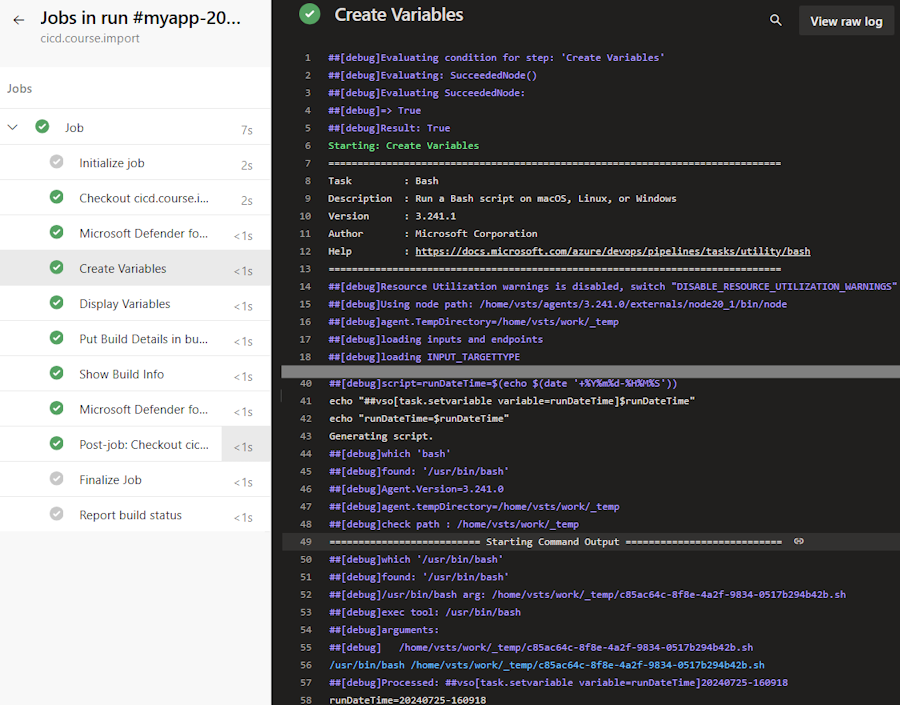 Jobs in run #myapp-20...
cicd.course.import
Jobs
Job 7s
Initialize job 2s
Checkout cicd.course.i... 2s
Microsoft Defender fo... <1s
Create Variables <1s
Display Variables <1s
Put Build Details in bu... <1s
Show Build Info <1s
Microsoft Defender fo... <1s
Post-job: Checkout cic... <1s
Finalize Job <1s
Report build status <1s
Create Variables
View raw log
1 ##[debug]Evaluating condition for step: 'Create Variables'
2 ##[debug]Evaluating: SucceededNode()
3 ##[debug]Evaluating SucceededNode:
4 ##[debug]=> True
5 ##[debug]Result: True
6 Starting: Create Variables
7 ==============================================================================
8 Task         : Bash
9 Description  : Run a Bash script on macOS, Linux, or Windows
10 Version      : 3.241.1
11 Author       : Microsoft Corporation
12 Help         : https://docs.microsoft.com/azure/devops/pipelines/tasks/utility/bash
13 ==============================================================================
14 ##[debug]Resource Utilization warnings is disabled, switch "DISABLE_RESOURCE_UTILIZATION_WARNINGS"
15 ##[debug]Using node path: /home/vsts/agents/3.241.0/externals/node20_1/bin/node
16 ##[debug]agent.TempDirectory=/home/vsts/work/_temp
17 ##[debug]loading inputs and endpoints
18 ##[debug]loading INPUT_TARGETTYPE
40 ##[debug]script=runDateTime=$(echo $(date '+%Y%m%d-%H%M%S'))
41 echo "##vso[task.setvariable variable=runDateTime]$runDateTime"
42 echo "runDateTime=$runDateTime"
43 Generating script.
44 ##[debug]which 'bash'
45 ##[debug]found: '/usr/bin/bash'
46 ##[debug]Agent.Version=3.241.0
47 ##[debug]agent.tempDirectory=/home/vsts/work/_temp
48 ##[debug]check path : /home/vsts/work/_temp
49 ========================== Starting Command Output ===========================
50 ##[debug]which '/usr/bin/bash'
51 ##[debug]found: '/usr/bin/bash'
52 ##[debug]/usr/bin/bash arg: /home/vsts/work/_temp/c85ac64c-8f8e-4a2f-9834-0517b294b42b.sh
53 ##[debug]exec tool: /usr/bin/bash
54 ##[debug]arguments:
55 ##[debug]   /home/vsts/work/_temp/c85ac64c-8f8e-4a2f-9834-0517b294b42b.sh
56 /usr/bin/bash /home/vsts/work/_temp/c85ac64c-8f8e-4a2f-9834-0517b294b42b.sh
57 ##[debug]Processed: ##vso[task.setvariable variable=runDateTime]20240725-160918
58 runDateTime=20240725-160918